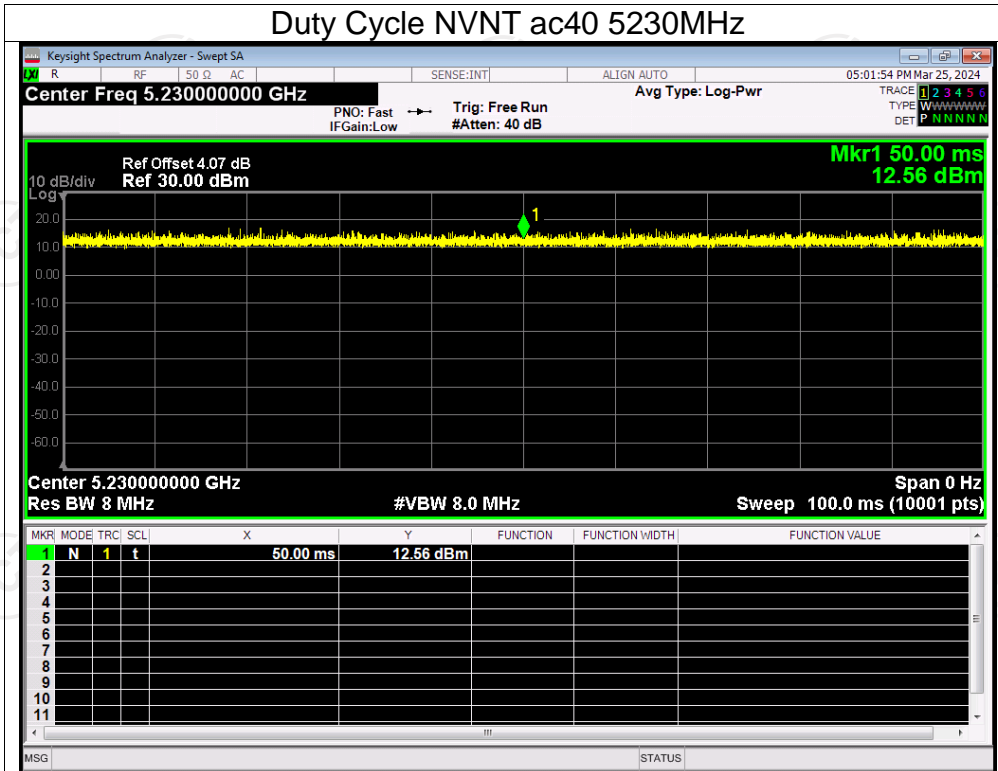 Duty Cycle NVNT ac40 5230MHz
Keysight Spectrum Analyzer - Swept SA
LXI R RF 50 Ω AC SENSE:INT ALIGN AUTO 05:01:54 PM Mar 25, 2024
Center Freq 5.230000000 GHz Avg Type: Log-Pwr TRACE 1 2 3 4 5 6
PNO: Fast Trig: Free Run TYPE WWWWWW
IFGain:Low #Atten: 40 dB DET P N N N N N
Mkr1 50.00 ms
Ref Offset 4.07 dB
10 dB/div Ref 30.00 dBm 12.56 dBm
Log
1
20.0
10.0
0.00
-10.0
-20.0
-30.0
-40.0
-50.0
-60.0
Center 5.230000000 GHz Span 0 Hz
Res BW 8 MHz #VBW 8.0 MHz Sweep 100.0 ms (10001 pts)
MKR MODE TRC SCL X Y FUNCTION FUNCTION WIDTH FUNCTION VALUE
1 N 1 t 50.00 ms 12.56 dBm
2
3
4
5
6
7
8
9
10
11
MSG STATUS